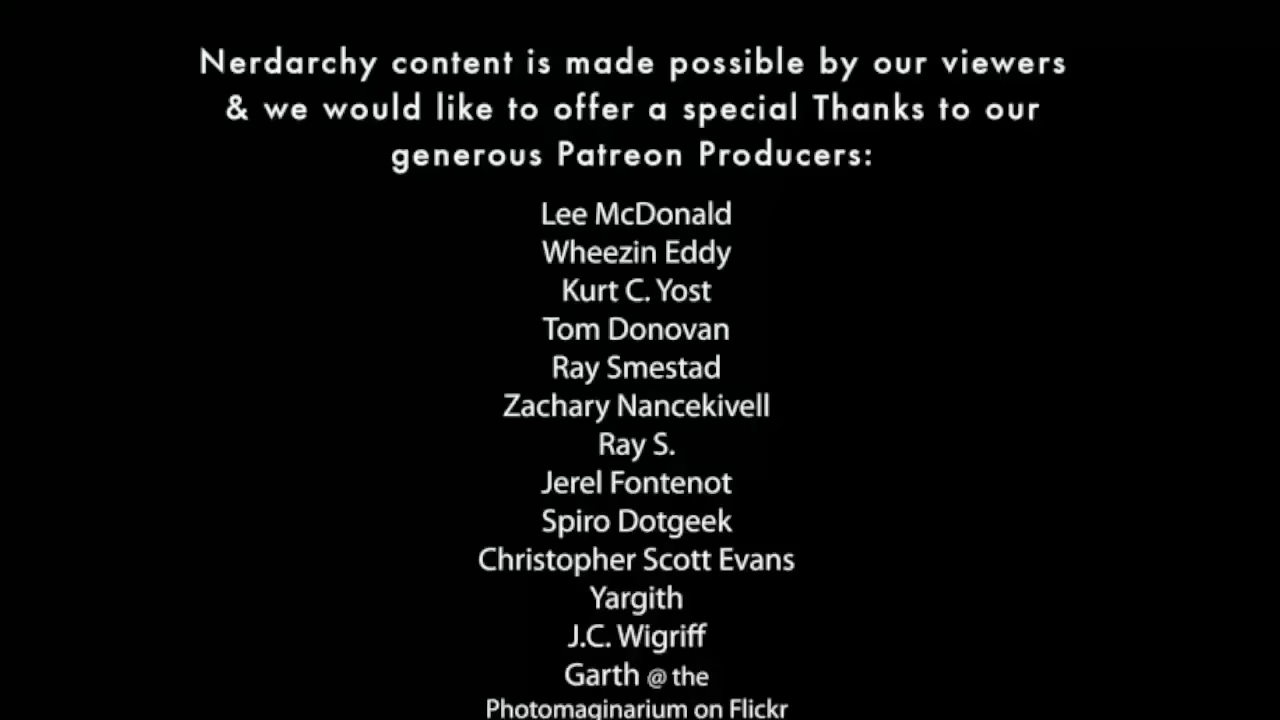 Nerdarchy content is made possible by our viewers
& we would like to offer a special Thanks to our
generous Patreon Producers:
Lee McDonald
Wheezin Eddy
Kurt C. Yost
Tom Donovan
Ray Smestad
Zachary Nancekivell
Ray S.
Jerel Fontenot
Spiro Dotgeek
Christopher Scott Evans
Yargith
J.C. Wigriff
Garth @ the
Photomaginarium on Flickr